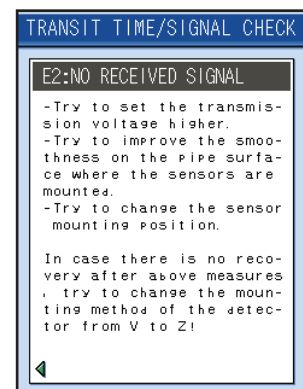 TRANSIT TIME/SIGNAL CHECK
E2:NO RECEIVED SIGNAL
-Try to set the transmis-
sion voltage higher.
-Try to improve the smoo-
thness on the pipe surfa-
ce where the sensors are
mounted.
-Try to change the sensor
mounting position.
In case there is no reco-
very after above measures
, try to change the moun-
ting method of the detec-
tor from V to Z!